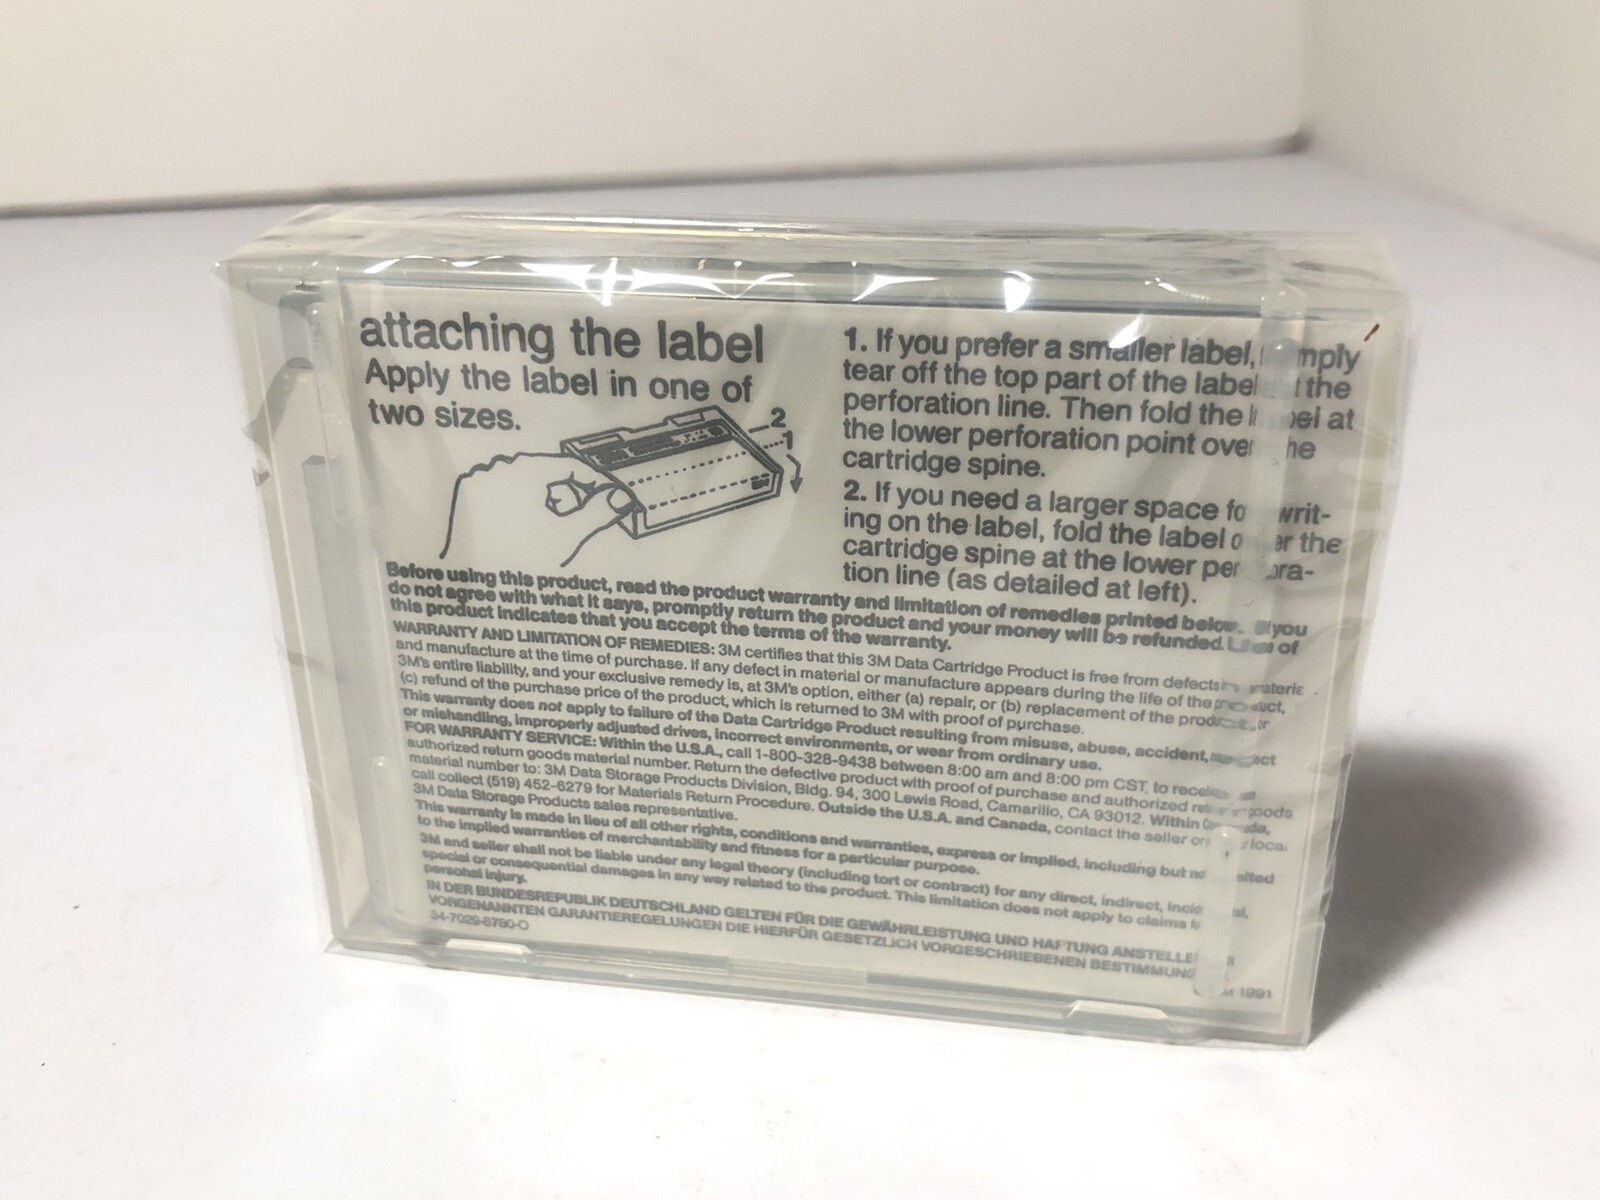 attaching the label
Apply the label in one of
two sizes.
2
1
1. If you prefer a smaller label,
tear off the top part of the label the
perforation line. Then fold the at
the lower perforation point over
cartridge spine.
2. If you need a larger space writ-
ing on the label, fold the label the
cartridge spine at the lower
tion line (as detailed at left).
Before using this product, read the product warranty and limitation of remedies printed below. you
do not agree with what it says, promptly return the product and your money will be refunded. of
this product indicates that you accept the terms of the warranty.
WARRANTY AND LIMITATION OF REMEDIES: 3M certifies that this 3M Data Cartridge Product is free from defects
and manufacture at the time of purchase. If any defect in material or manufacture appears during the life of the
3M's entire liability, and your exclusive remedy is, at 3M's option, either (a) repair, or (b) replacement of the or
(c) refund of the purchase price of the product, which is returned to 3M with proof of purchase.
This warranty does not apply to failure of the Data Cartridge Product resulting from misuse, abuse, accident,
or mishandling, improperly adjusted drives, incorrect environments, or wear from ordinary use.
FOR WARRANTY SERVICE: Within the U.S.A., call 1-800-328-9438 between 8:00 am and 8:00 pm CST, to
authorized return goods material number. Return the defective product with proof of purchase and authorized goods
material number to: 3M Data Storage Products Division, Bldg. 94, 300 Lewis Road, Camarillo, CA 93012. Within
call collect (519) 452-6279 for Materials Return Procedure. Outside the U.S.A. and Canada, contact the seller or
3M Data Storage Products sales representative.
This warranty is made in lieu of all other rights, conditions and warranties, express or implied, including but
to the implied warranties of merchantability and fitness for a particular purpose.
3M and seller shall not be liable under any legal theory (including tort or contract) for any direct, indirect,
special or consequential damages in any way related to the product. This limitation does not apply to claims
personal injury.
IN DER BUNDESREPUBLIK DEUTSCHLAND GELTEN FÜR DIE GEWÄHRLEISTUNG UND HAFTUNG ANSTELLE
VORGENANNTEN GARANTIEREGELUNGEN DIE HIERFÜR GESETZLICH VORGESCHRIEBENEN
34-7029-8780-0
1991